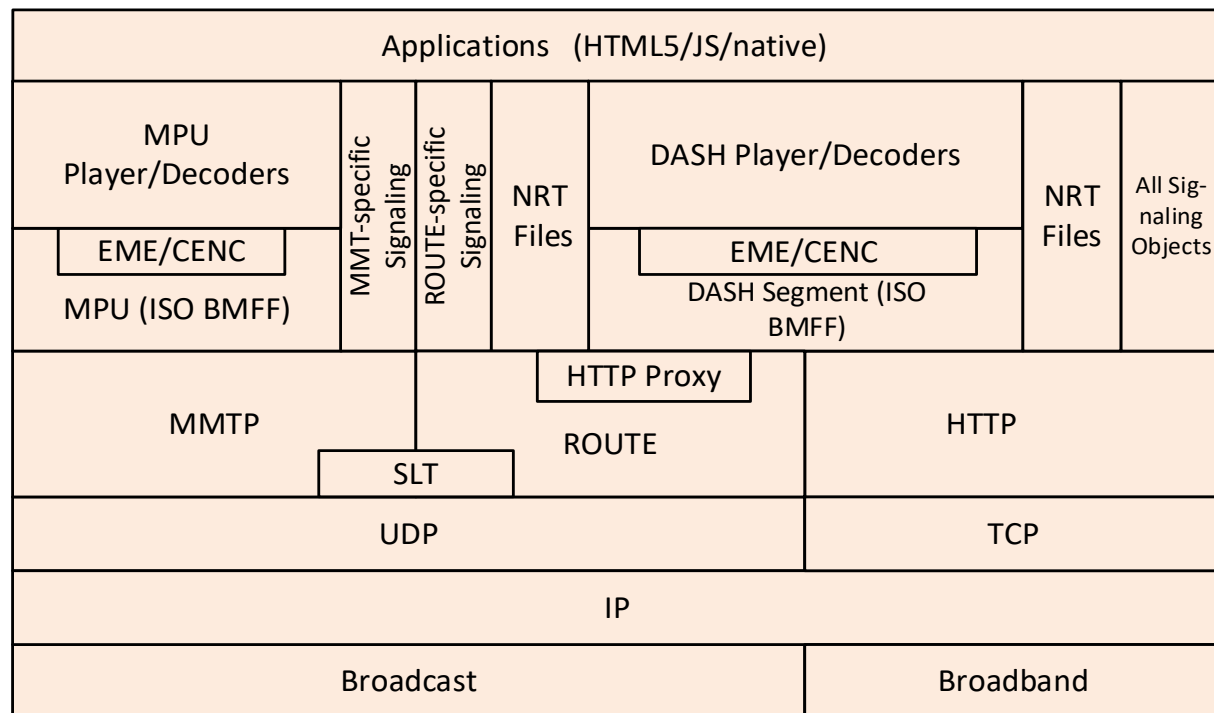 Applications (HTML5/JS/native)
MPU
Player/Decoders
EME/CENC
MPU (ISO BMFF)
MMT-specific
Signaling
ROUTE-specific
Signaling
NRT
Files
DASH Player/Decoders
EME/CENC
DASH Segment (ISO
BMFF)
NRT
Files
All Sig-
naling
Objects
MMTP
HTTP Proxy
ROUTE
SLT
HTTP
UDP
TCP
IP
Broadcast
Broadband